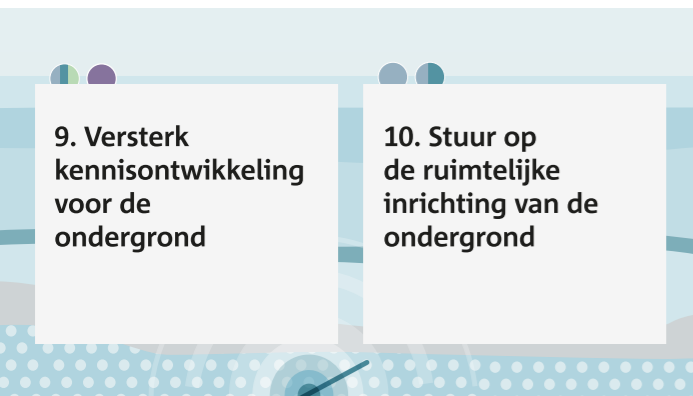 9. Versterk
kennisontwikkeling
voor de
ondergrond
10. Stuur op
de ruimtelijke
inrichting van de
ondergrond